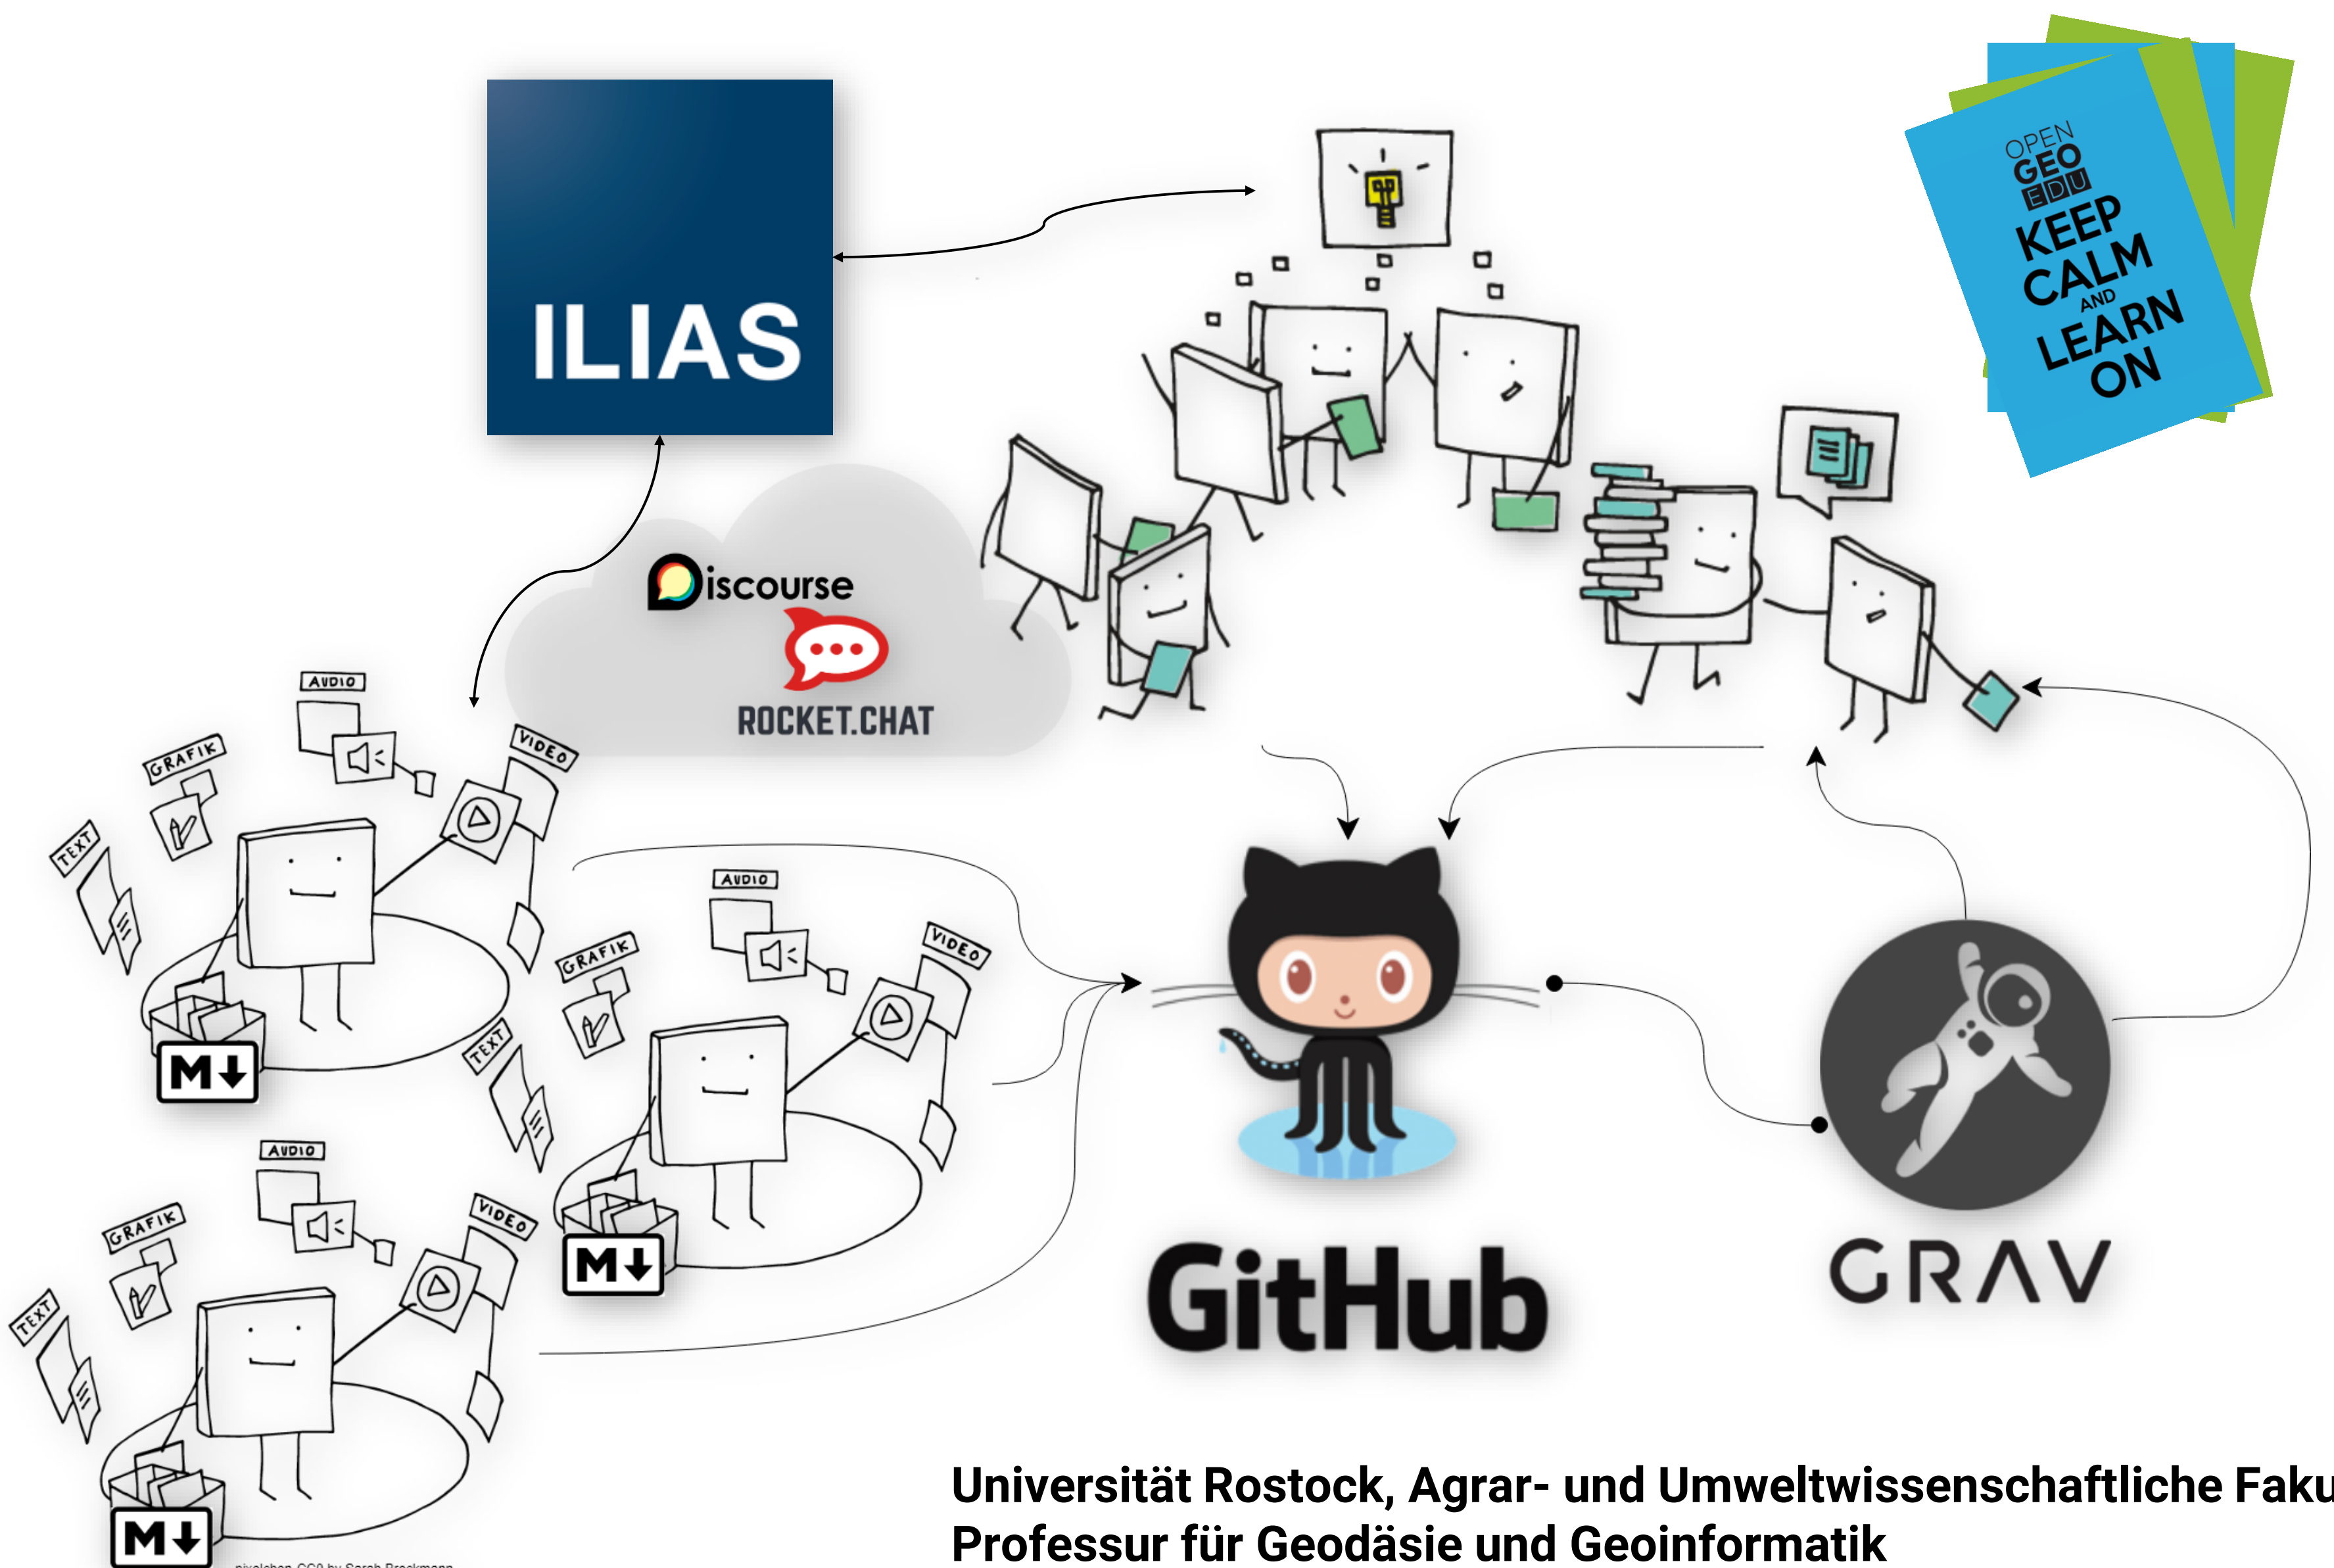 OPEN
GEO
EDU
KEEP
CALM
AND
LEARN
ON
ILIAS
Discourse
ROCKET.CHAT
AUDIO
GRAFIK
VIDEO
TEXT
M
AUDIO
GRAFIK
VIDEO
TEXT
M
AUDIO
GRAFIK
VIDEO
TEXT
M
GitHub
GRAV
Universität Rostock, Agrar- und Umweltwissenschaftliche Faku
Professur für Geodäsie und Geoinformatik